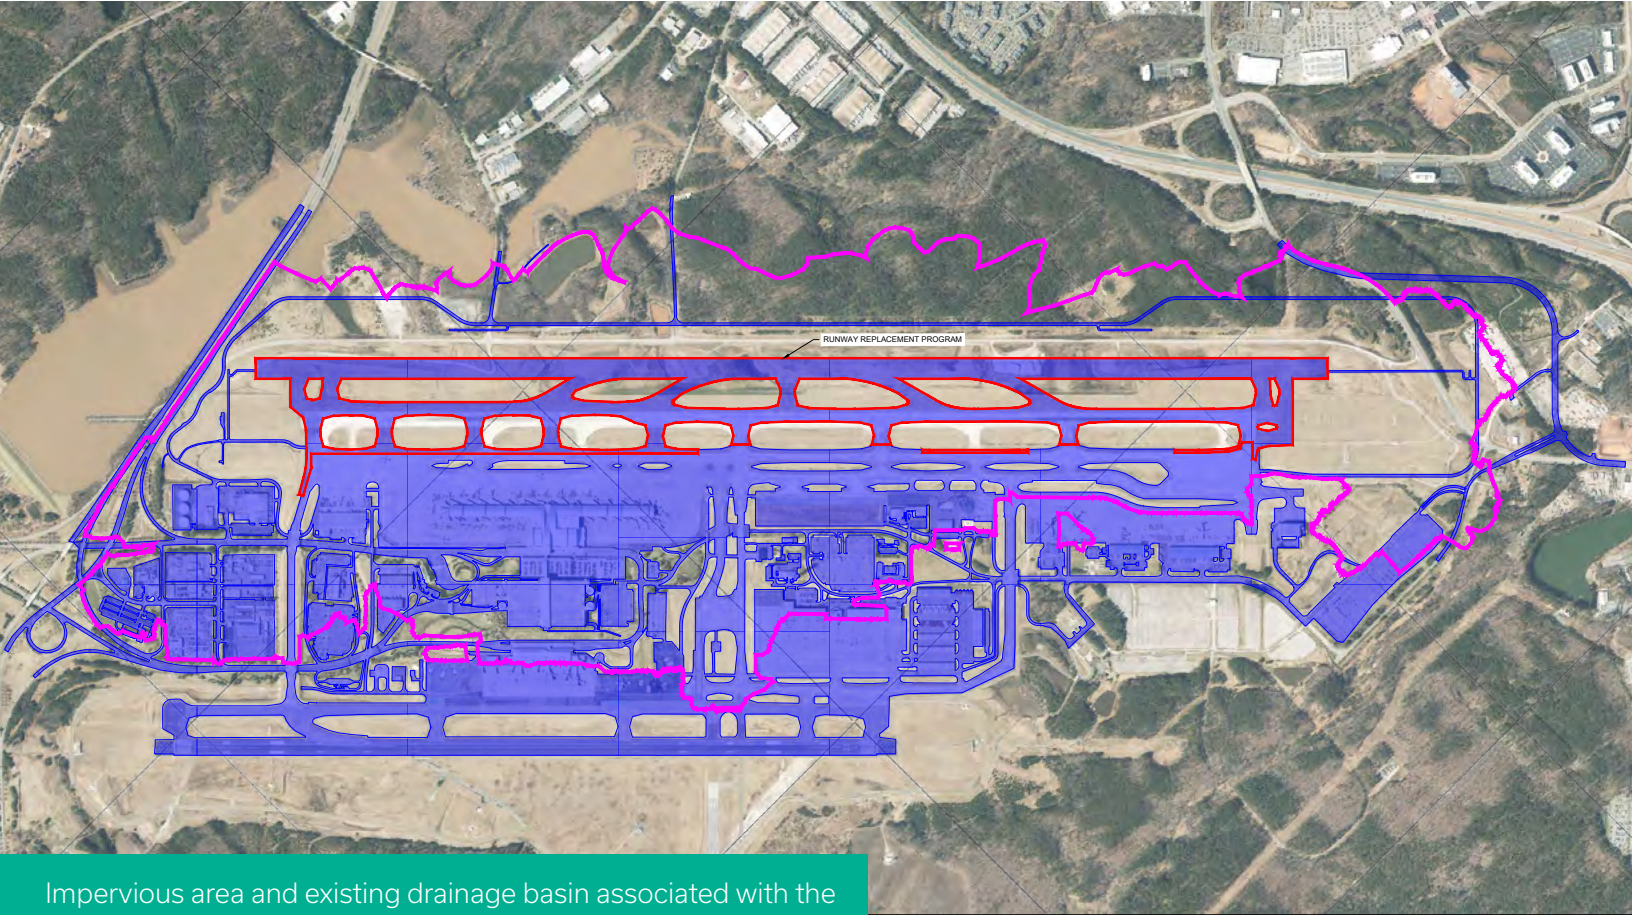 RUNWAY REPLACEMENT PROGRAM
Impervious area and existing drainage basin associated with the